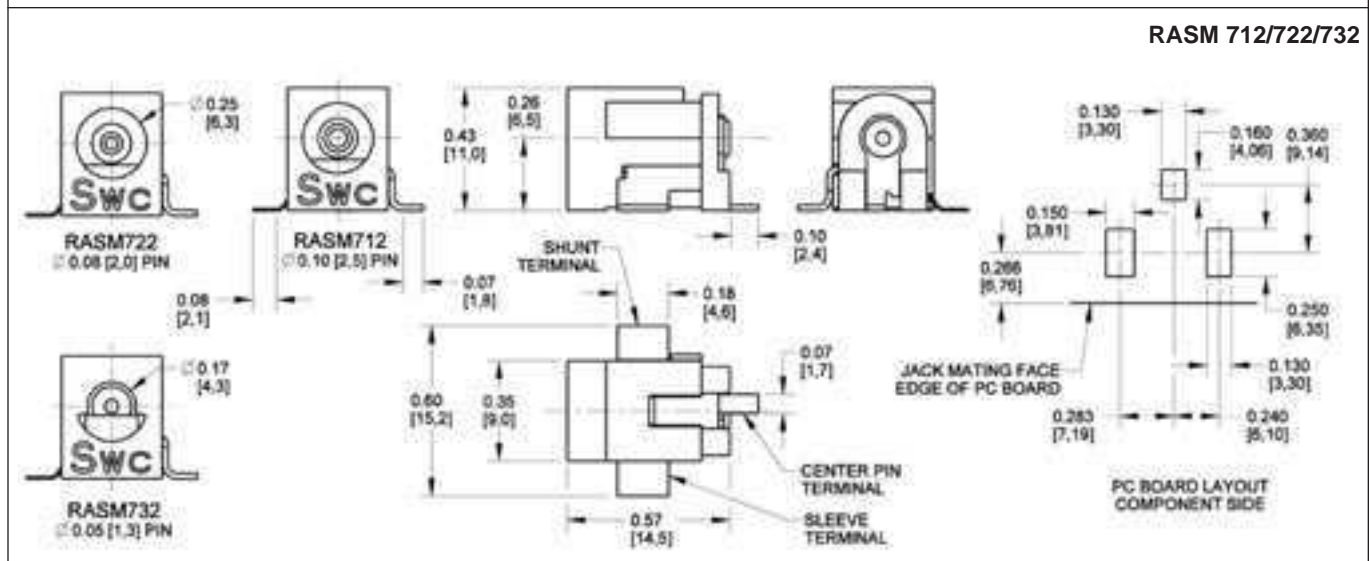 RASM 712/722/732
Ø 0.25
[6,3]
SWC
RASM722
Ø 0.08 [2,0] PIN
SWC
RASM712
Ø 0.10 [2,5] PIN
0.08
[2,1]
0.07
[1,8]
0.43
[11,0]
0.26
[6,5]
0.10
[2,4]
Ø 0.17
[4,3]
SWC
RASM732
Ø 0.05 [1,3] PIN
SHUNT
TERMINAL
0.18
[4,6]
0.60
[15,2]
0.35
[9,0]
0.07
[1,7]
CENTER PIN
TERMINAL
SLEEVE
TERMINAL
0.57
[14,5]
0.130
[3,30]
0.160
[4,06]
0.360
[9,14]
0.150
[3,81]
0.266
[6,76]
0.250
[6,35]
JACK MATING FACE
EDGE OF PC BOARD
0.130
[3,30]
0.283
[7,19]
0.240
[6,10]
PC BOARD LAYOUT
COMPONENT SIDE